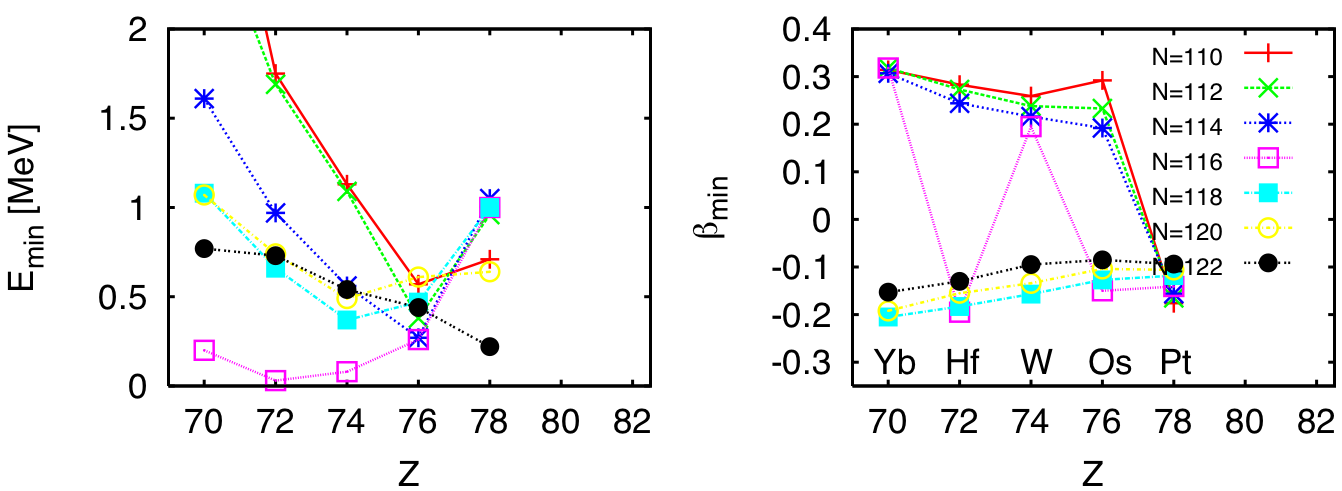 2
1.5
1
0.5
0
E_min [MeV]
70 72 74 76 78 80 82
Z
0.4
0.3
0.2
0.1
0
-0.1
-0.2
-0.3
β_min
N=110
N=112
N=114
N=116
N=118
N=120
N=122
Yb Hf W Os Pt
70 72 74 76 78 80 82
Z